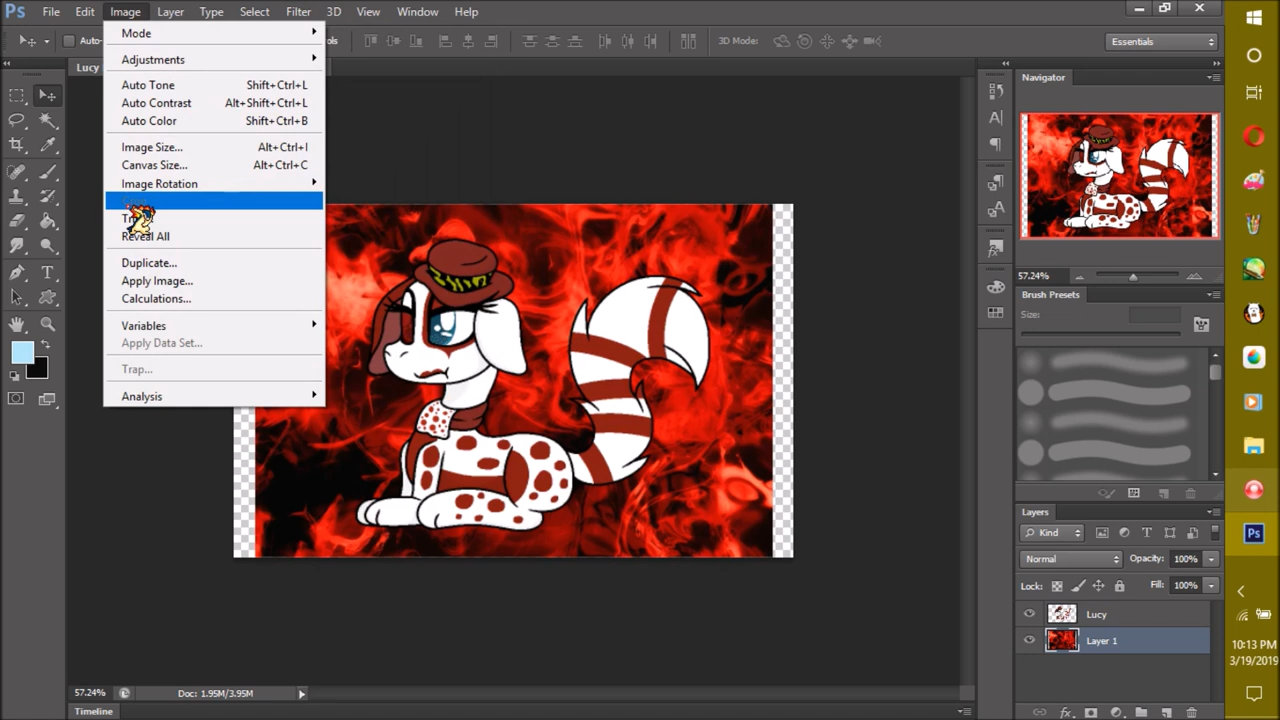 Ps File Edit Image Layer Type Select Filter 3D View Window Help
Auto-
3D Mode:
Essentials
Mode
Adjustments
Auto Tone Shift+Ctrl+L
Auto Contrast Alt+Shift+Ctrl+L
Auto Color Shift+Ctrl+B
Image Size... Alt+Ctrl+I
Canvas Size... Alt+Ctrl+C
Image Rotation
Crop
Reveal All
Duplicate...
Apply Image...
Calculations...
Variables
Apply Data Set...
Trap...
Analysis
Lucy
Navigator
57.24%
Brush Presets
Size:
Layers
Kind
Normal Opacity: 100%
Lock: Fill: 100%
Lucy
Layer 1
57.24% Doc: 1.95M/3.95M
Timeline
Ps
10:13 PM
3/19/2019